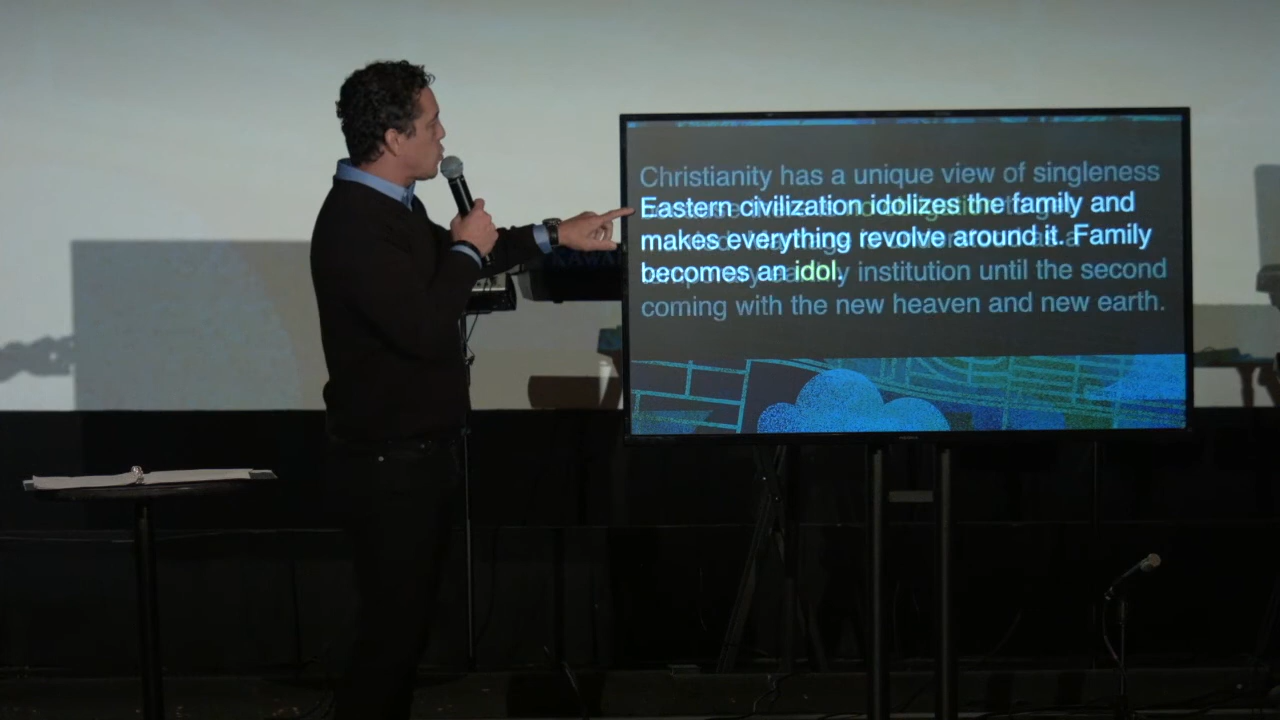 Christianity has a unique view of singleness
Eastern civilization idolizes the family and
makes everything revolve around it. Family
becomes an idol.
institution until the second
coming with the new heaven and new earth.
KAWAI